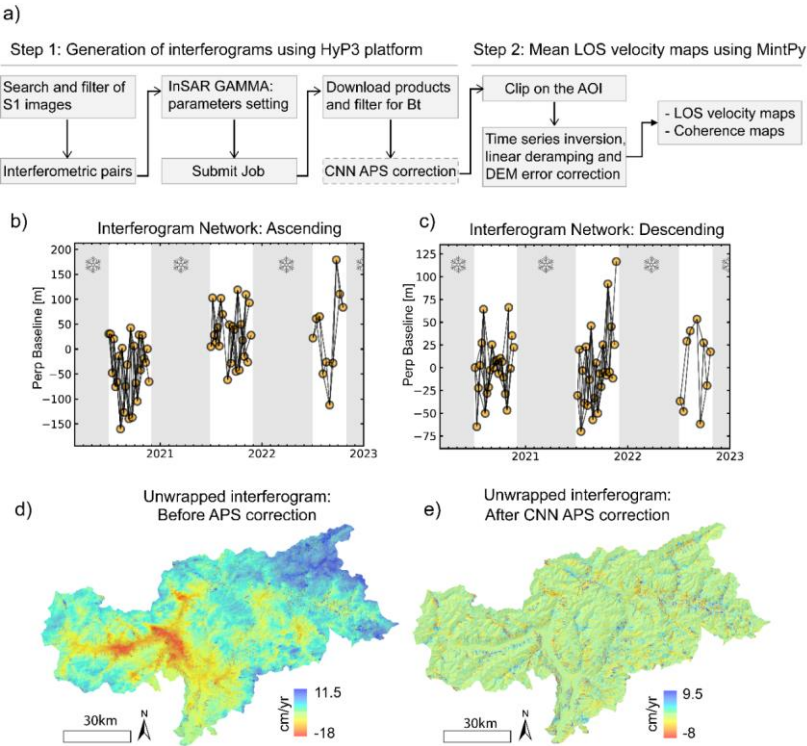 a)
Step 1: Generation of interferograms using HyP3 platform
Step 2: Mean LOS velocity maps using MintPy
Search and filter of
S1 images
Interferometric pairs
InSAR GAMMA:
parameters setting
Submit Job
Download products
and filter for Bt
CNN APS correction
Clip on the AOI
Time series inversion,
linear deramping and
DEM error correction
- LOS velocity maps
- Coherence maps
b)
Interferogram Network: Ascending
Perp Baseline [m]
200
150
100
50
0
−50
−100
−150
2021
2022
2023
c)
Interferogram Network: Descending
Perp Baseline [m]
125
100
75
50
25
0
−25
−50
−75
2021
2022
2023
d)
Unwrapped interferogram:
Before APS correction
30km
N
cm/yr
11.5
-18
e)
Unwrapped interferogram:
After CNN APS correction
30km
N
cm/yr
9.5
-8